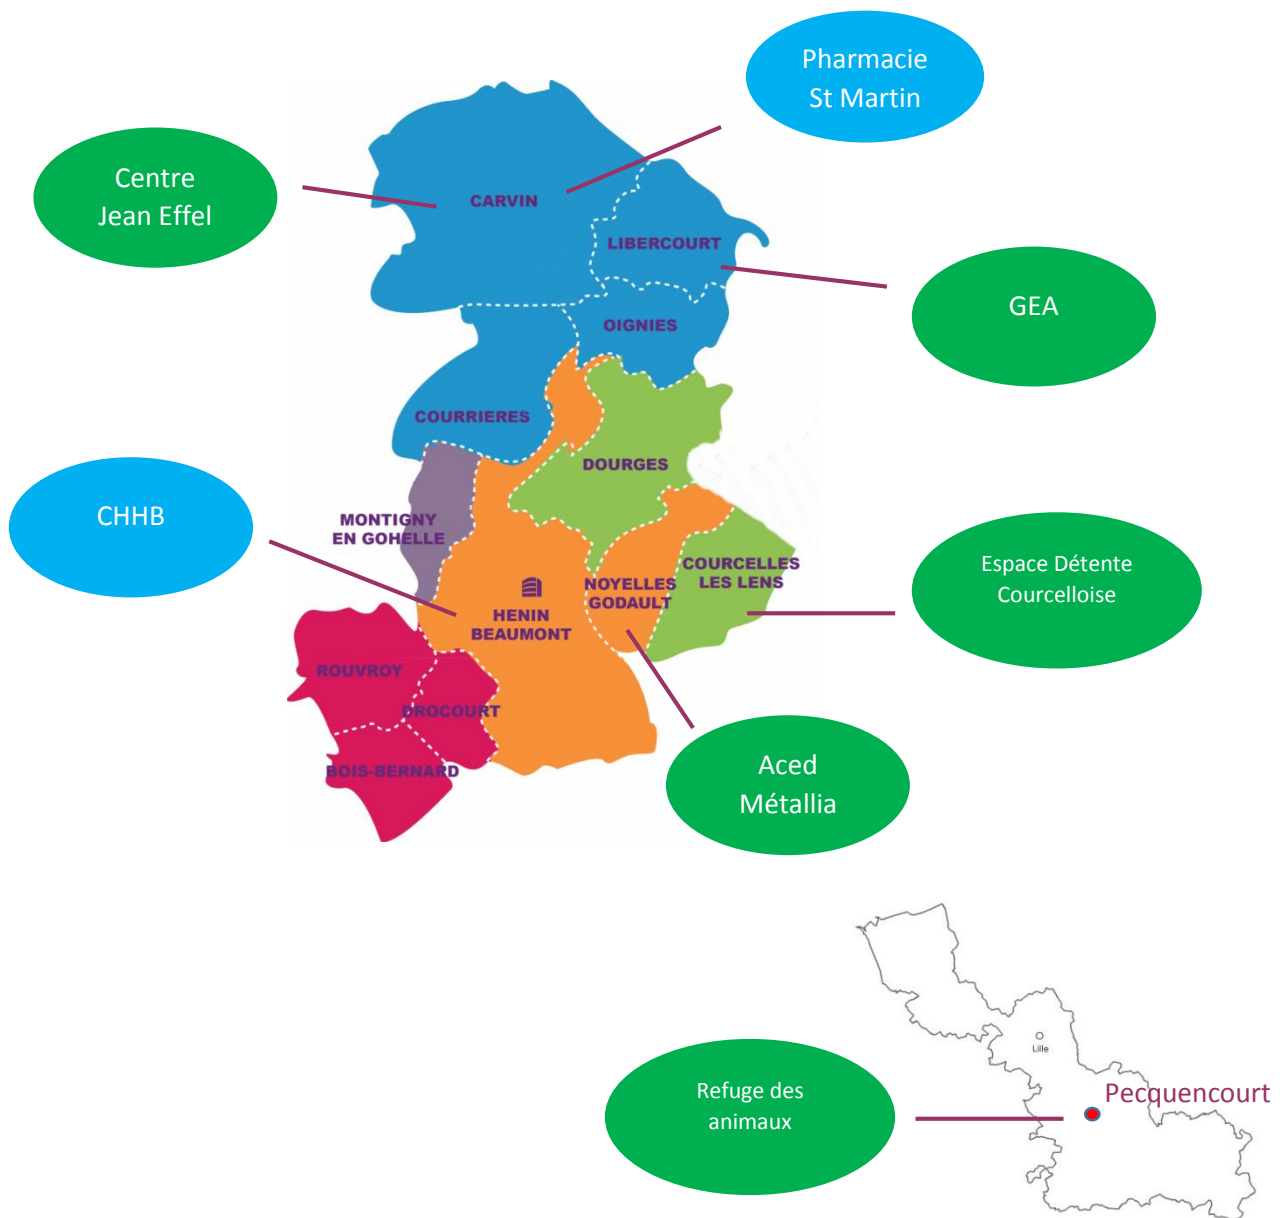 Pharmacie
St Martin
Centre
Jean Effel
CARVIN
LIBERCOURT
GEA
OIGNIES
COURRIERES
DOURGES
CHHB
MONTIGNY
EN GOHELLE
COURCELLES
LES LENS
NOYELLES
GODAULT
Espace Détente
Courcelloise
HENIN
BEAUMONT
ROUVROY
DROCOURT
BOIS-BERNARD
Aced
Métallia
Lille
Pecquencourt
Refuge des
animaux